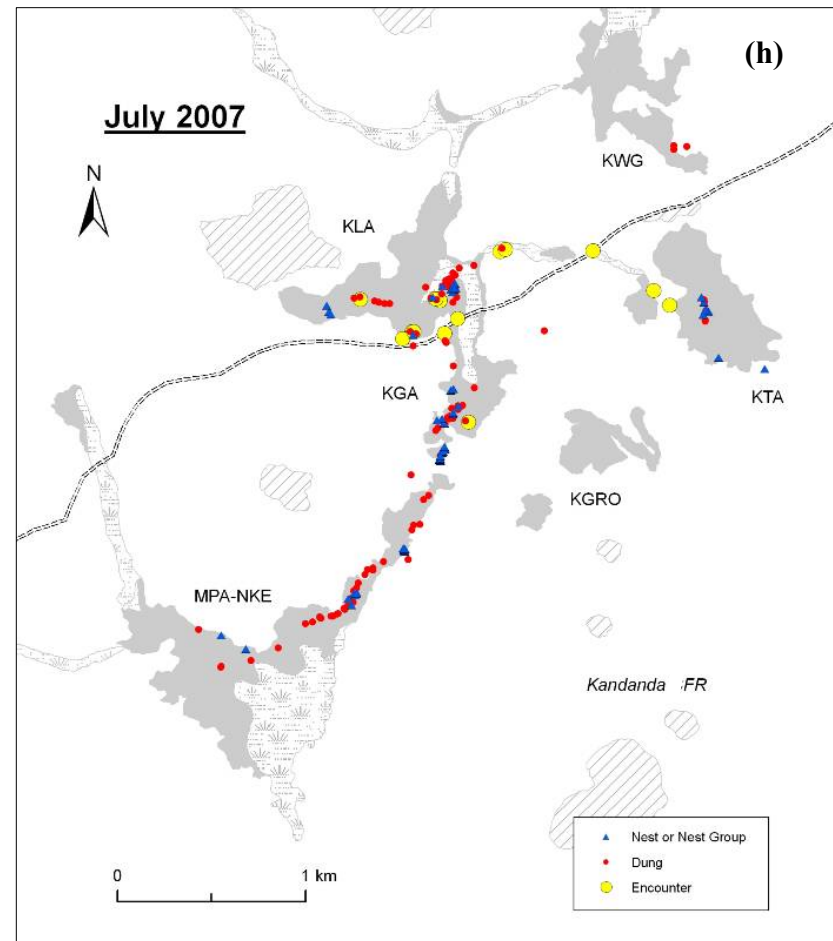 (h)
July 2007
N
KWG
KLA
KGA
KTA
KGRO
MPA-NKE
Kandanda FR
Nest or Nest Group
Dung
Encounter
0 1 km